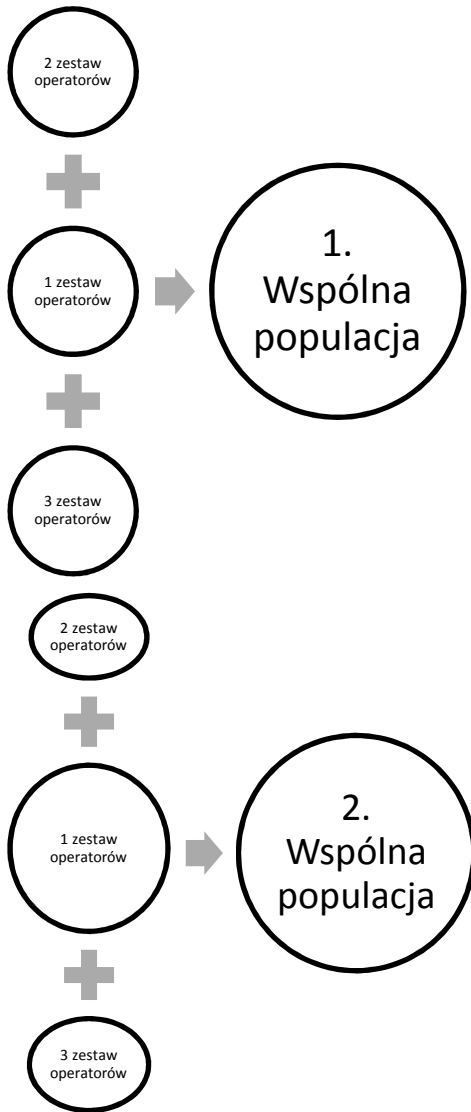 2 zestaw
operatorów
1 zestaw
operatorów
1.
Wspólna
populacja
3 zestaw
operatorów
2 zestaw
operatorów
1 zestaw
operatorów
2.
Wspólna
populacja
3 zestaw
operatorów